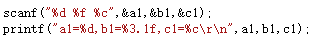 scanf("%d %f %c",&a1,&b1,&c1);
printf("a1=%d,b1=%3.1f,c1=%c\r\n",a1,b1,c1);